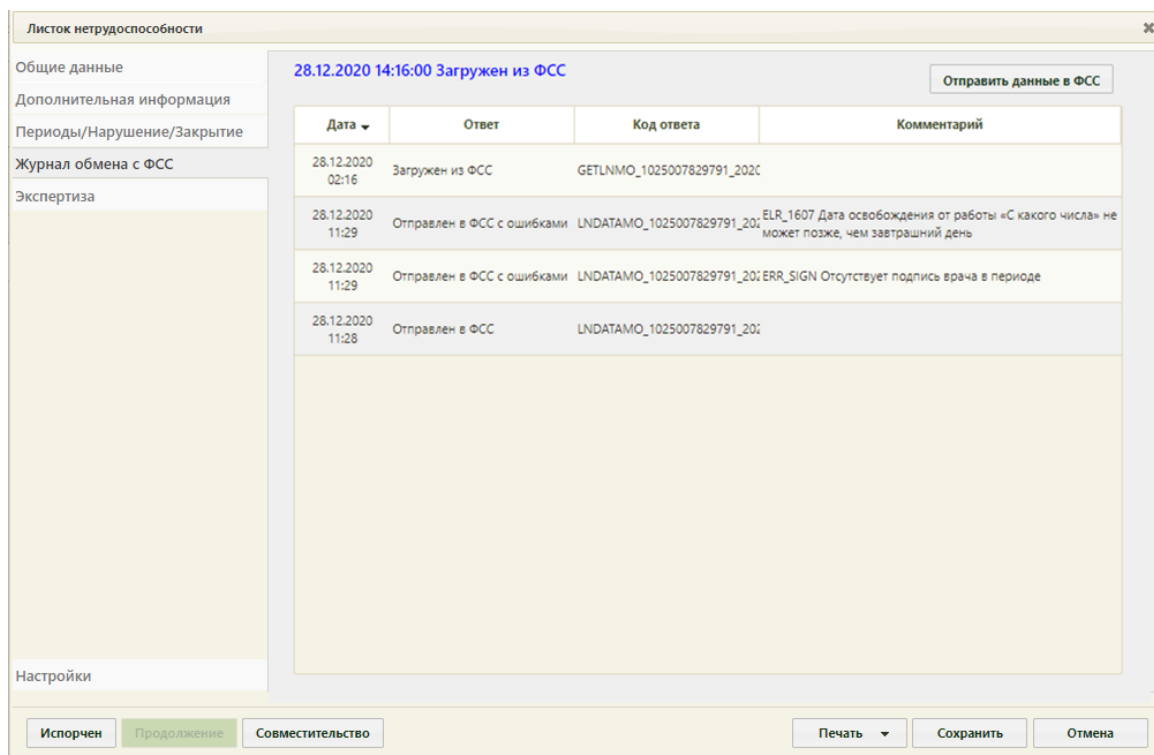 Листок нетрудоспособности
Общие данные
Дополнительная информация
Периоды/Нарушение/Закрытие
Журнал обмена с ФСС
Экспертиза
Настройки
28.12.2020 14:16:00 Загружен из ФСС
Отправить данные в ФСС
Дата Ответ Код ответа Комментарий
28.12.2020
02:16
Загружен из ФСС GETLNMO_1025007829791_2020
28.12.2020
11:29
Отправлен в ФСС с ошибками LNDATAMO_1025007829791_202
ELR_1607 Дата освобождения от работы «С какого числа» не
может позже, чем завтрашний день
28.12.2020
11:29
Отправлен в ФСС с ошибками LNDATAMO_1025007829791_202 ERR_SIGN Отсутствует подпись врача в периоде
28.12.2020
11:28
Отправлен в ФСС LNDATAMO_1025007829791_202
Испорчен Продолжение Совместительство Печать Сохранить Отмена